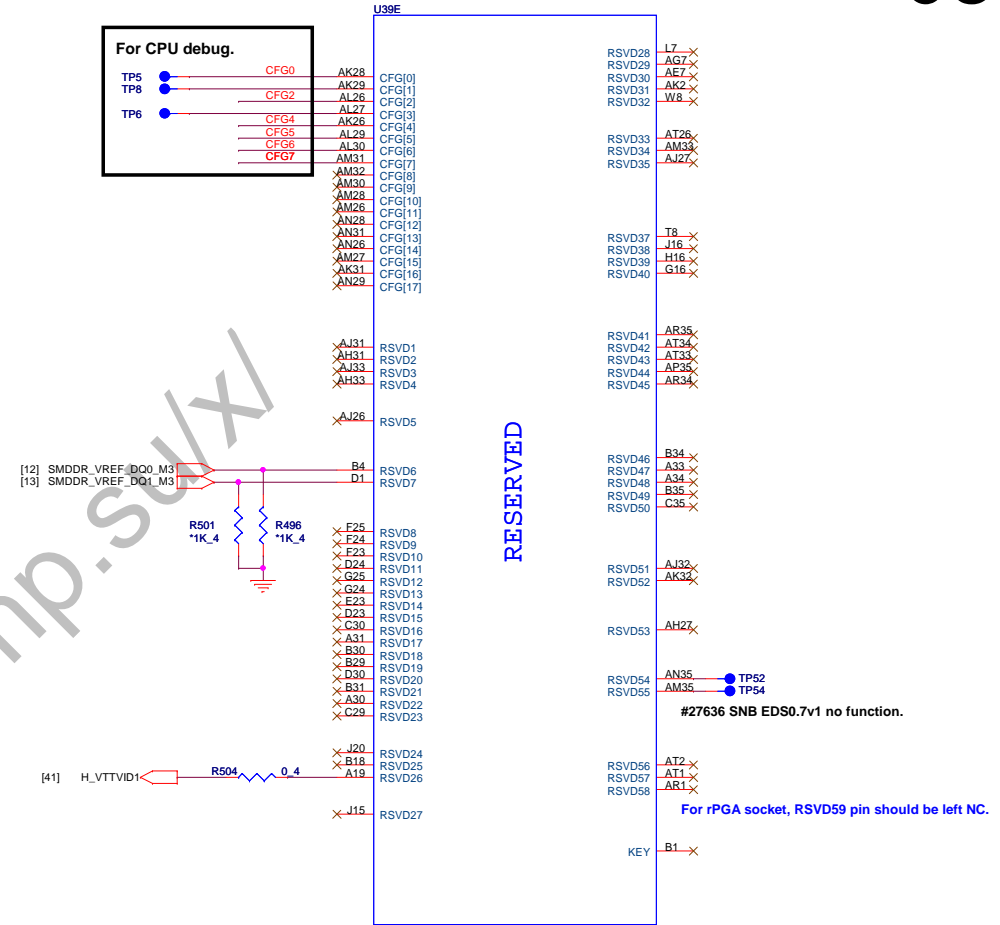 U39E
For CPU debug.
TP5 CFG0 AK28 CFG[0]
TP8 AK29 CFG[1]
CFG2 AL26 CFG[2]
TP6 AL27 CFG[3]
CFG4 AK26 CFG[4]
CFG5 AL29 CFG[5]
CFG6 AL30 CFG[6]
CFG7 AM31 CFG[7]
AM32 CFG[8]
AM30 CFG[9]
AM28 CFG[10]
AM26 CFG[11]
AN28 CFG[12]
AN31 CFG[13]
AN26 CFG[14]
AM27 CFG[15]
AK31 CFG[16]
AN29 CFG[17]
AJ31 RSVD1
AH31 RSVD2
AJ33 RSVD3
AH33 RSVD4
AJ26 RSVD5
[12] SMDDR_VREF_DQ0_M3 B4 RSVD6
[13] SMDDR_VREF_DQ1_M3 D1 RSVD7
R501 R496
*1K_4 *1K_4
F25 RSVD8
F24 RSVD9
F23 RSVD10
D24 RSVD11
G25 RSVD12
G24 RSVD13
E23 RSVD14
D23 RSVD15
C30 RSVD16
A31 RSVD17
B30 RSVD18
B29 RSVD19
D30 RSVD20
B31 RSVD21
A30 RSVD22
C29 RSVD23
J20 RSVD24
B18 RSVD25
[41] H_VTTVID1 R504 0_4 A19 RSVD26
J15 RSVD27
RESERVED
RSVD28 L7
RSVD29 AG7
RSVD30 AE7
RSVD31 AK2
RSVD32 W8
RSVD33 AT26
RSVD34 AM33
RSVD35 AJ27
RSVD37 T8
RSVD38 J16
RSVD39 H16
RSVD40 G16
RSVD41 AR35
RSVD42 AT34
RSVD43 AT33
RSVD44 AP35
RSVD45 AR34
RSVD46 B34
RSVD47 A33
RSVD48 A34
RSVD49 B35
RSVD50 C35
RSVD51 AJ32
RSVD52 AK32
RSVD53 AH27
RSVD54 AN35 TP52
RSVD55 AM35 TP54
#27636 SNB EDS0.7v1 no function.
RSVD56 AT2
RSVD57 AT1
RSVD58 AR1
For rPGA socket, RSVD59 pin should be left NC.
KEY B1
mp.su/x/